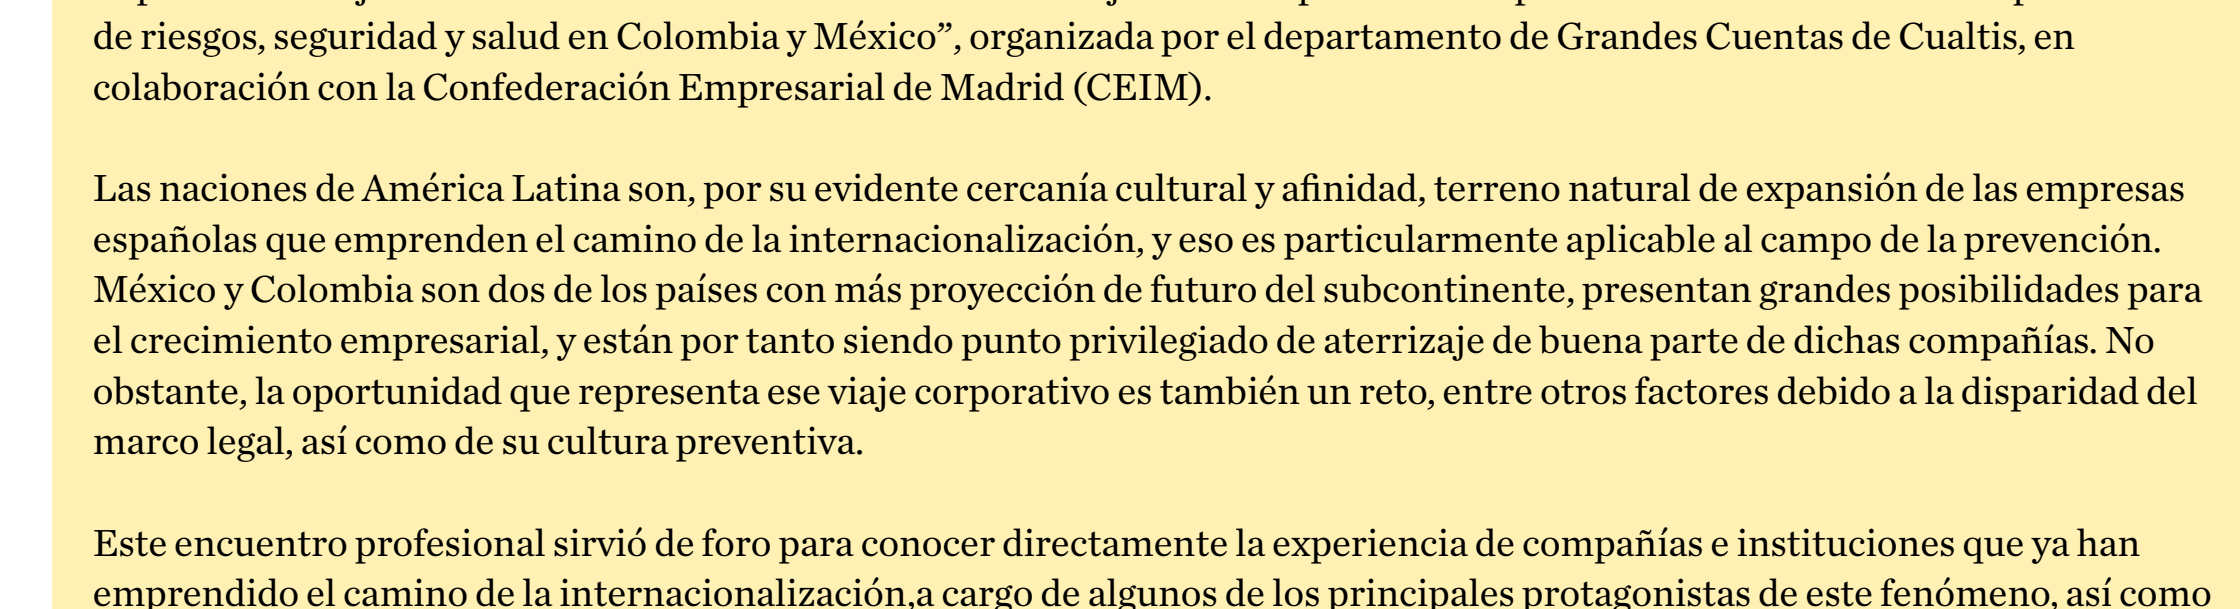 de riesgos, seguridad y salud en Colombia y México”, organizada por el departamento de Grandes Cuentas de Cualtis, en
colaboración con la Confederación Empresarial de Madrid (CEIM).
Las naciones de América Latina son, por su evidente cercanía cultural y afinidad, terreno natural de expansión de las empresas
españolas que emprenden el camino de la internacionalización, y eso es particularmente aplicable al campo de la prevención.
México y Colombia son dos de los países con más proyección de futuro del subcontinente, presentan grandes posibilidades para
el crecimiento empresarial, y están por tanto siendo punto privilegiado de aterrizaje de buena parte de dichas compañías. No
obstante, la oportunidad que representa ese viaje corporativo es también un reto, entre otros factores debido a la disparidad del
marco legal, así como de su cultura preventiva.
Este encuentro profesional sirvió de foro para conocer directamente la experiencia de compañías e instituciones que ya han
emprendido el camino de la internacionalización,a cargo de algunos de los principales protagonistas de este fenómeno, así como